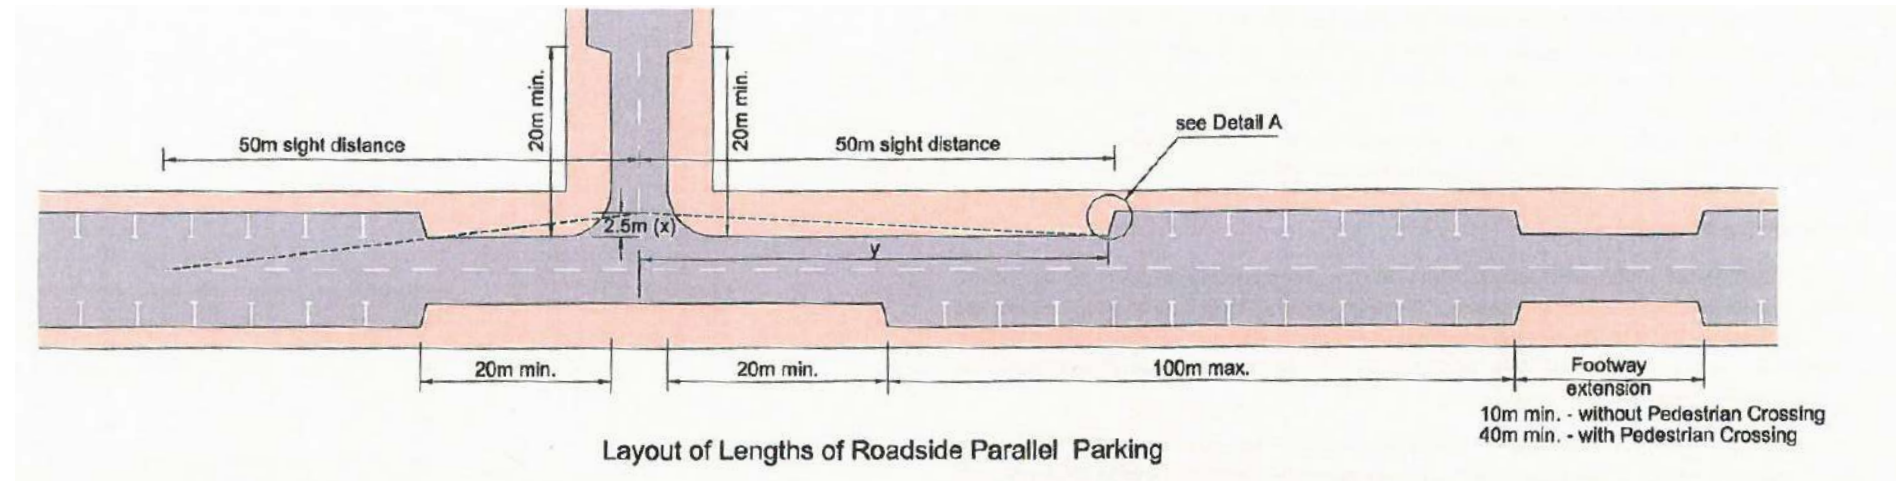 20m min.
20m min.
see Detail A
50m sight distance
50m sight distance
2.5m (x)
y
20m min.
20m min.
100m max.
Footway
extension
10m min. - without Pedestrian Crossing
40m min. - with Pedestrian Crossing
Layout of Lengths of Roadside Parallel Parking